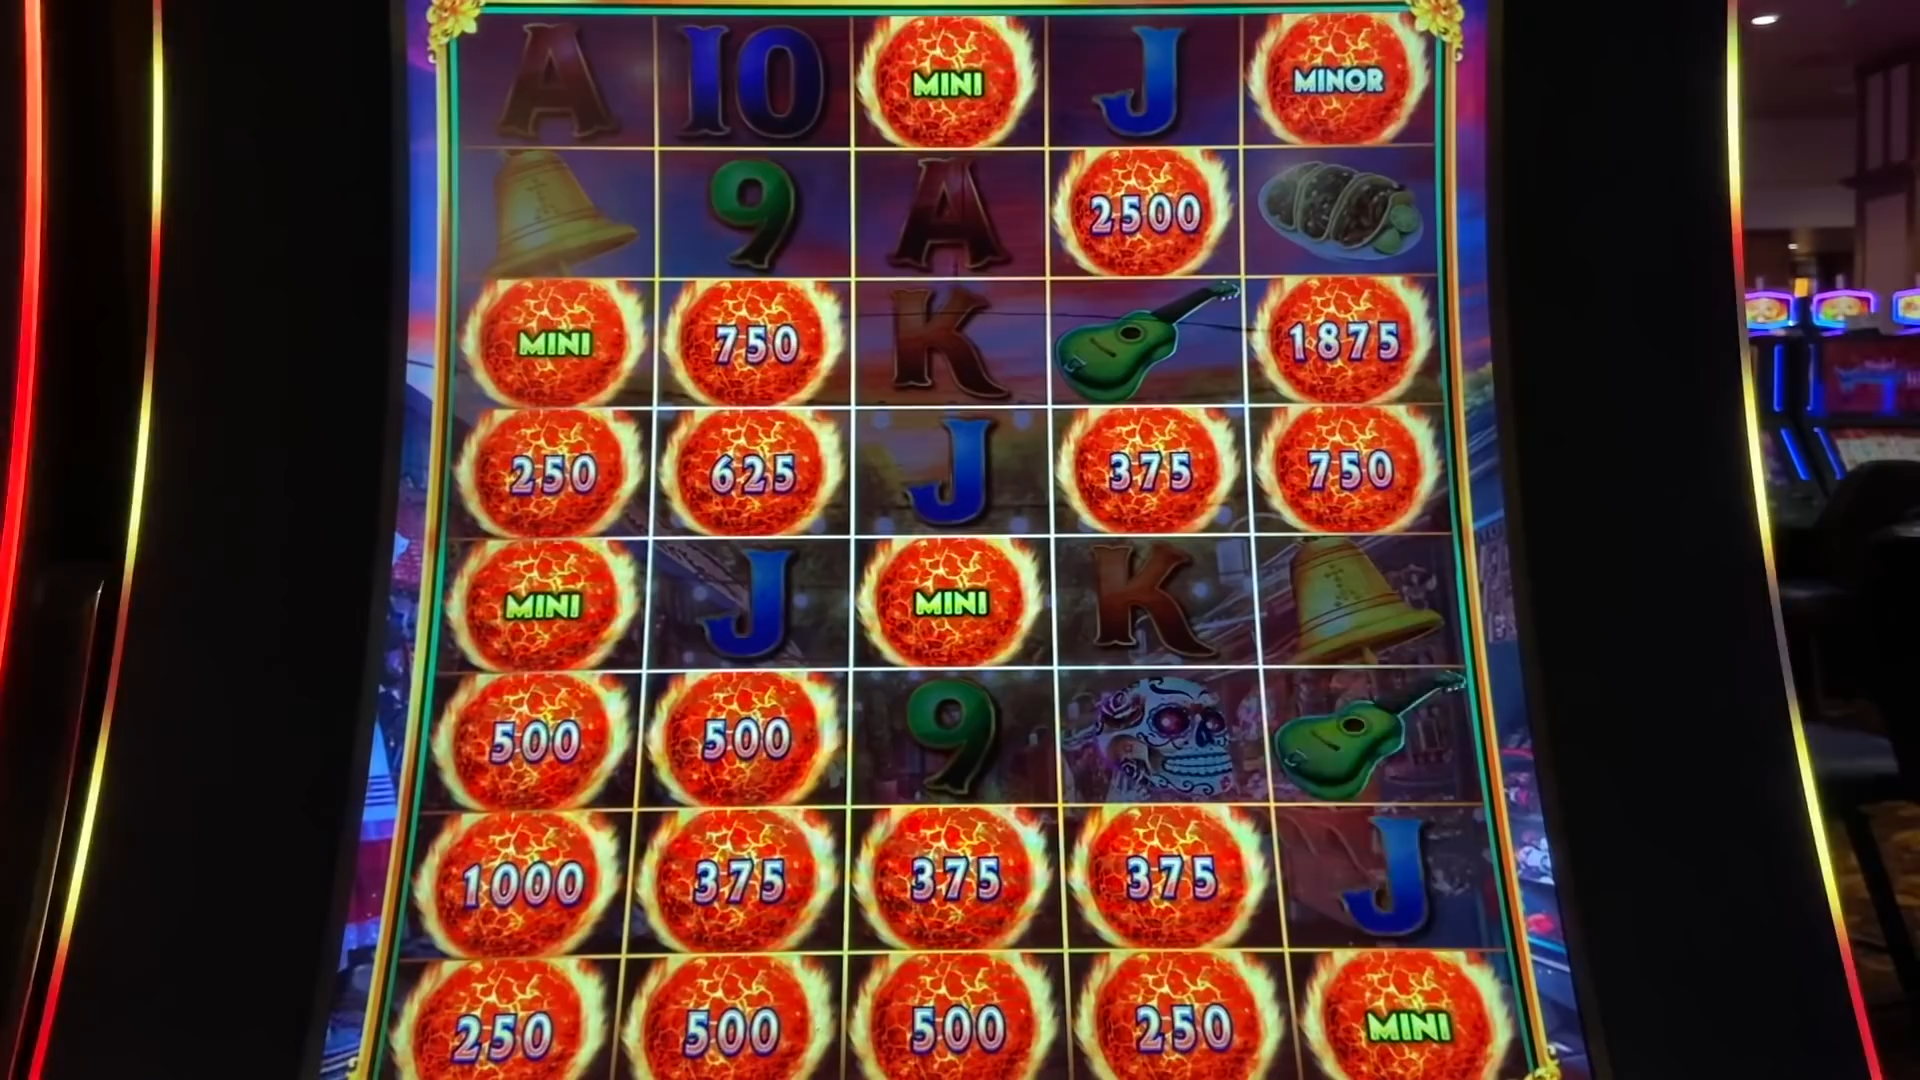 A 10 MINI J MINOR
9 A 2500
MINI 750 K 1875
250 625 J 375 750
MINI J MINI K
500 500 9
1000 375 375 375 J
250 500 500 250 MINI